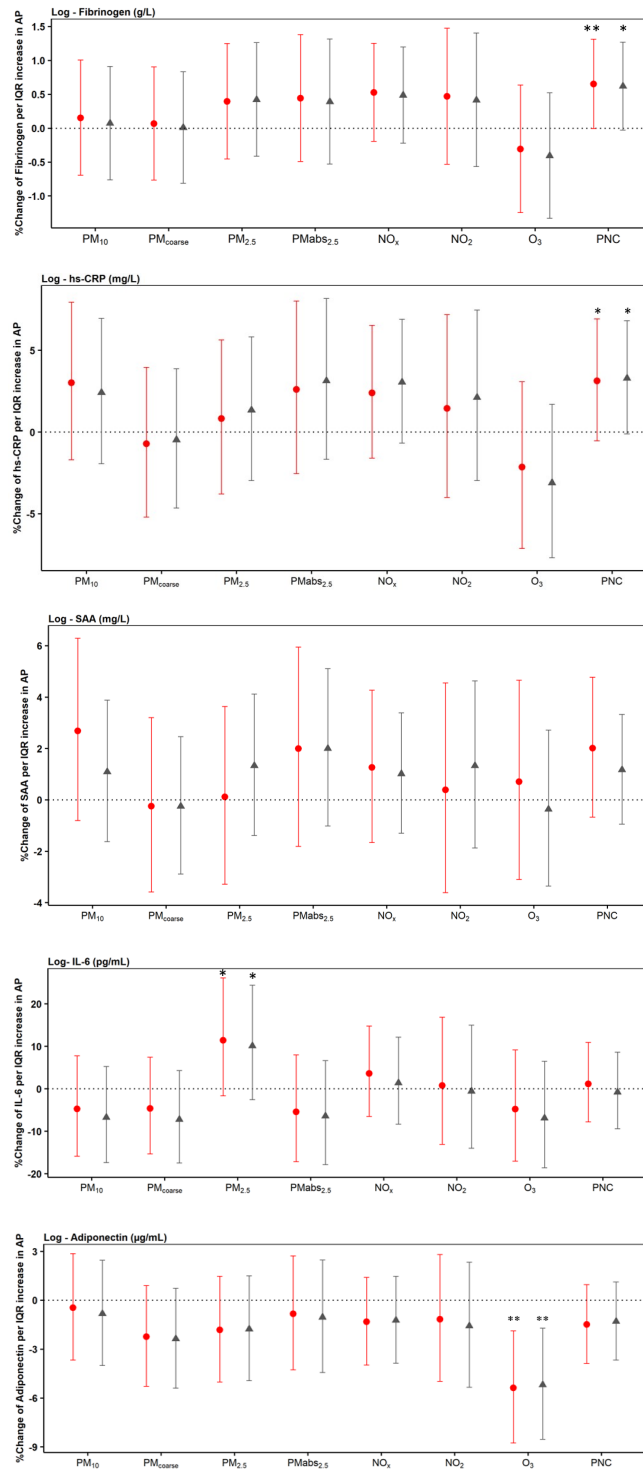 Log - Fibrinogen (g/L)
%Change of Fibrinogen per IQR increase in AP
1.5
1.0
0.5
0.0
-0.5
-1.0
** *
PM10 PMcoarse PM2.5 PMabs2.5 NOx NO2 O3 PNC
Log - hs-CRP (mg/L)
%Change of hs-CRP per IQR increase in AP
5
0
-5
* *
PM10 PMcoarse PM2.5 PMabs2.5 NOx NO2 O3 PNC
Log - SAA (mg/L)
%Change of SAA per IQR increase in AP
6
4
2
0
-2
-4
PM10 PMcoarse PM2.5 PMabs2.5 NOx NO2 O3 PNC
Log- IL-6 (pg/mL)
%Change of IL-6 per IQR increase in AP
20
10
0
-10
-20
* *
PM10 PMcoarse PM2.5 PMabs2.5 NOx NO2 O3 PNC
Log - Adiponectin (µg/mL)
%Change of Adiponectin per IQR increase in AP
3
0
-3
-6
-9
** **
PM10 PMcoarse PM2.5 PMabs2.5 NOx NO2 O3 PNC